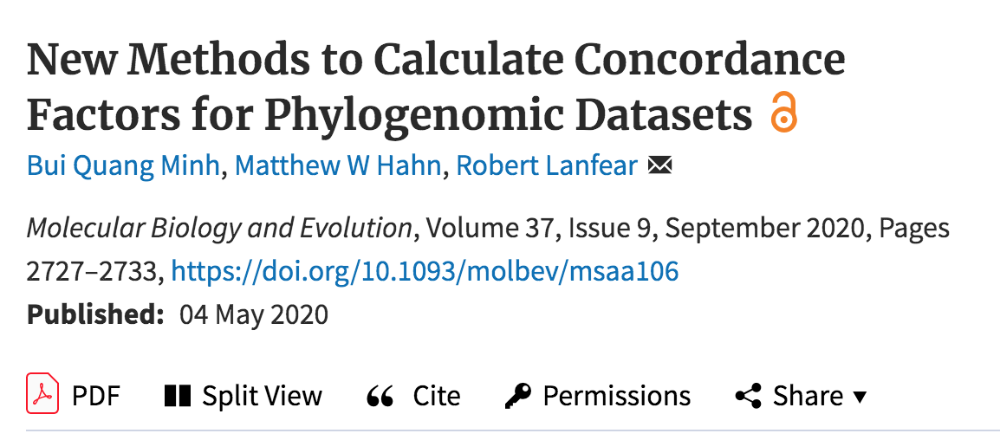 New Methods to Calculate Concordance
Factors for Phylogenomic Datasets
Bui Quang Minh, Matthew W Hahn, Robert Lanfear
Molecular Biology and Evolution, Volume 37, Issue 9, September 2020, Pages
2727–2733, https://doi.org/10.1093/molbev/msaa106
Published: 04 May 2020
PDF Split View Cite Permissions Share